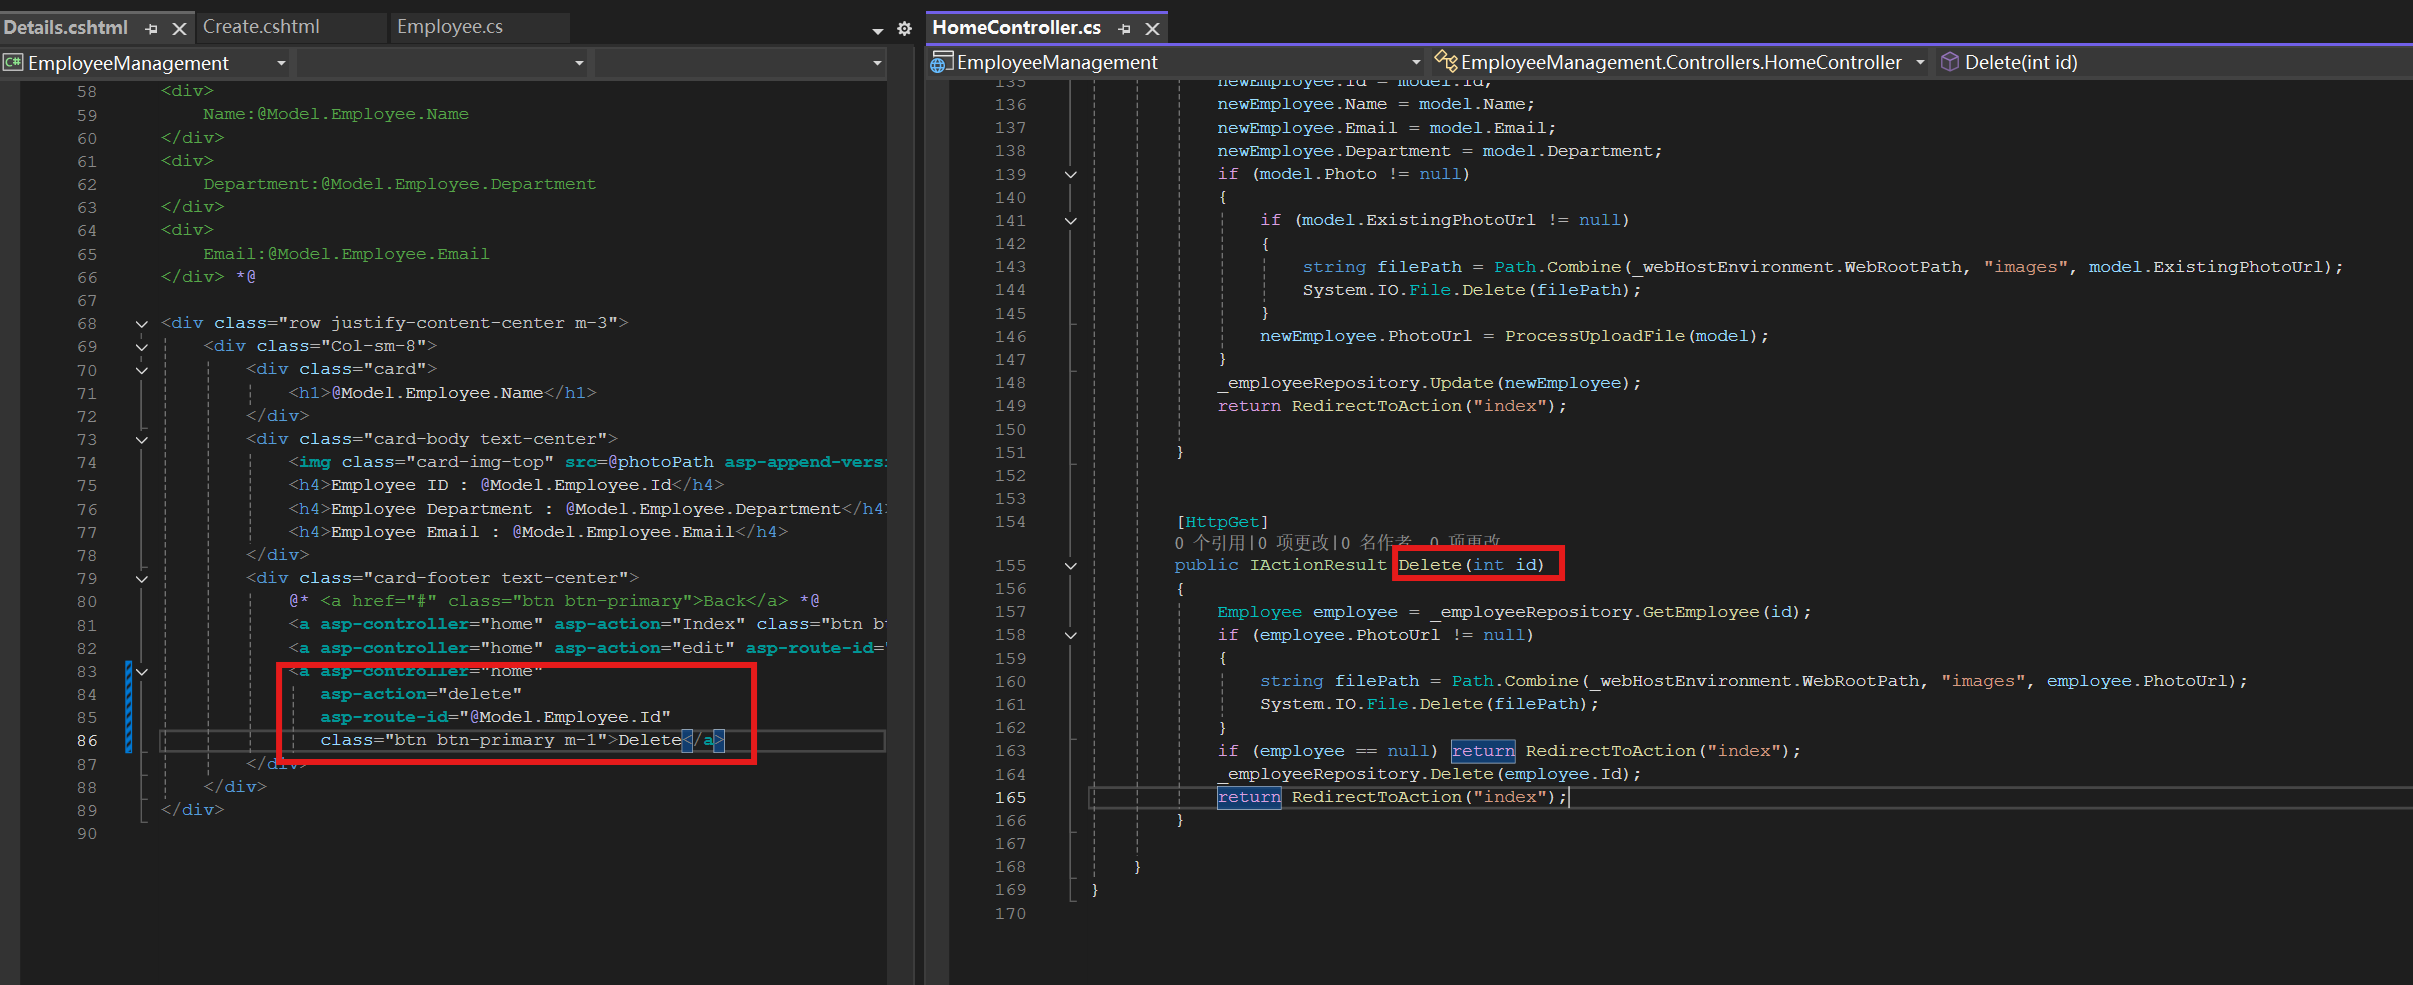 Details.cshtml
Create.cshtml
Employee.cs
EmployeeManagement
58 <div>
59 Name:@Model.Employee.Name
60 </div>
61 <div>
62 Department:@Model.Employee.Department
63 </div>
64 <div>
65 Email:@Model.Employee.Email
66 </div> *@
67
68 <div class="row justify-content-center m-3">
69 <div class="Col-sm-8">
70 <div class="card">
71 <h1>@Model.Employee.Name</h1>
72 </div>
73 <div class="card-body text-center">
74 <img class="card-img-top" src=@photoPath asp-append-versi
75 <h4>Employee ID : @Model.Employee.Id</h4>
76 <h4>Employee Department : @Model.Employee.Department</h4
77 <h4>Employee Email : @Model.Employee.Email</h4>
78 </div>
79 <div class="card-footer text-center">
80 @* <a href="#" class="btn btn-primary">Back</a> *@
81 <a asp-controller="home" asp-action="Index" class="btn b
82 <a asp-controller="home" asp-action="edit" asp-route-id="
83 <a asp-controller="home"
84 asp-action="delete"
85 asp-route-id="@Model.Employee.Id"
86 class="btn btn-primary m-1">Delete</a>
87 </div>
88 </div>
89 </div>
90
HomeController.cs
EmployeeManagement
EmployeeManagement.Controllers.HomeController
Delete(int id)
135 newEmployee.Id = model.Id;
136 newEmployee.Name = model.Name;
137 newEmployee.Email = model.Email;
138 newEmployee.Department = model.Department;
139 if (model.Photo != null)
140 {
141 if (model.ExistingPhotoUrl != null)
142 {
143 string filePath = Path.Combine(_webHostEnvironment.WebRootPath, "images", model.ExistingPhotoUrl);
144 System.IO.File.Delete(filePath);
145 }
146 newEmployee.PhotoUrl = ProcessUploadFile(model);
147 }
148 _employeeRepository.Update(newEmployee);
149 return RedirectToAction("index");
150
151 }
152
153
154 [HttpGet]
0 个引用|0 项更改|0 名作者, 0 项更改
155 public IActionResult Delete(int id)
156 {
157 Employee employee = _employeeRepository.GetEmployee(id);
158 if (employee.PhotoUrl != null)
159 {
160 string filePath = Path.Combine(_webHostEnvironment.WebRootPath, "images", employee.PhotoUrl);
161 System.IO.File.Delete(filePath);
162 }
163 if (employee == null) return RedirectToAction("index");
164 _employeeRepository.Delete(employee.Id);
165 return RedirectToAction("index");
166 }
167
168 }
169 }
170